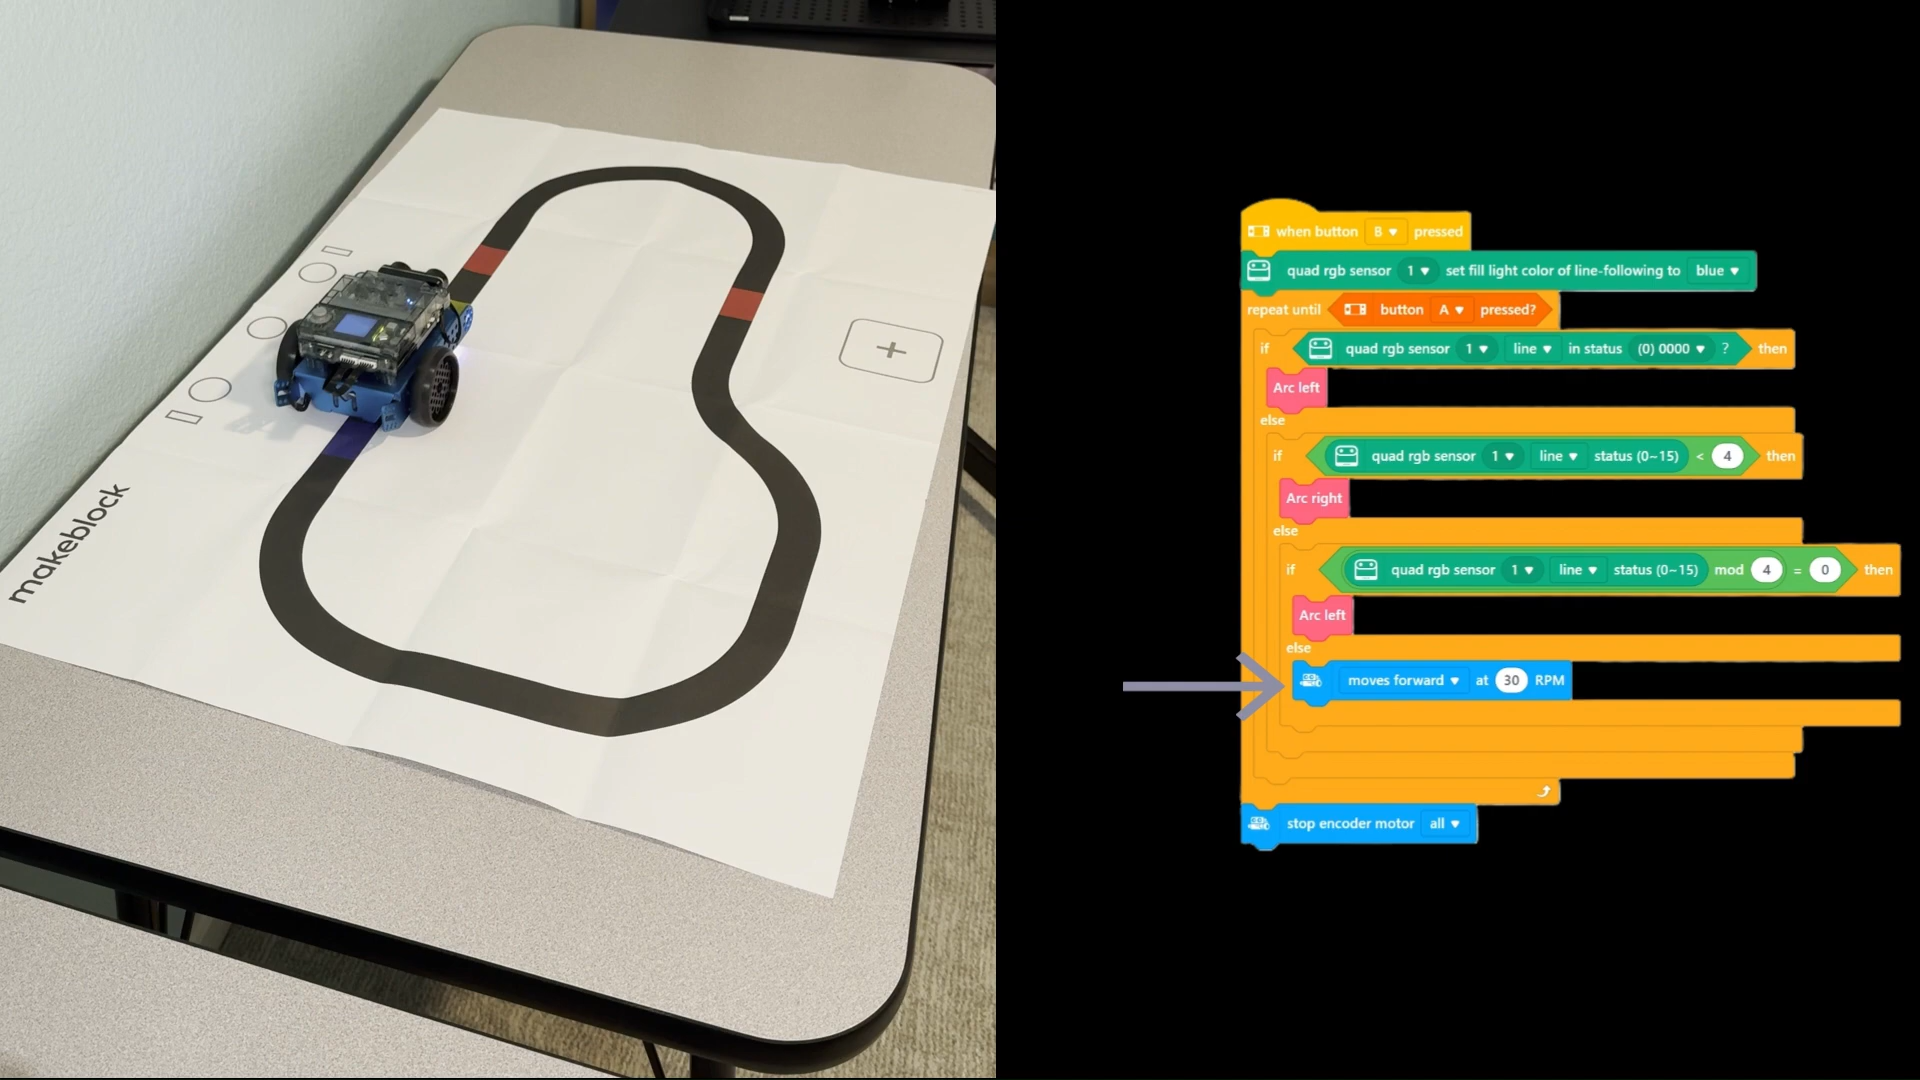 makeblock
when button B pressed
quad rgb sensor 1 set fill light color of line-following to blue
repeat until button A pressed?
if quad rgb sensor 1 line in status (0) 0000 ? then
Arc left
else
if quad rgb sensor 1 line status (0~15) < 4 then
Arc right
else
if quad rgb sensor 1 line status (0~15) mod 4 = 0 then
Arc left
else
moves forward at 30 RPM
stop encoder motor all